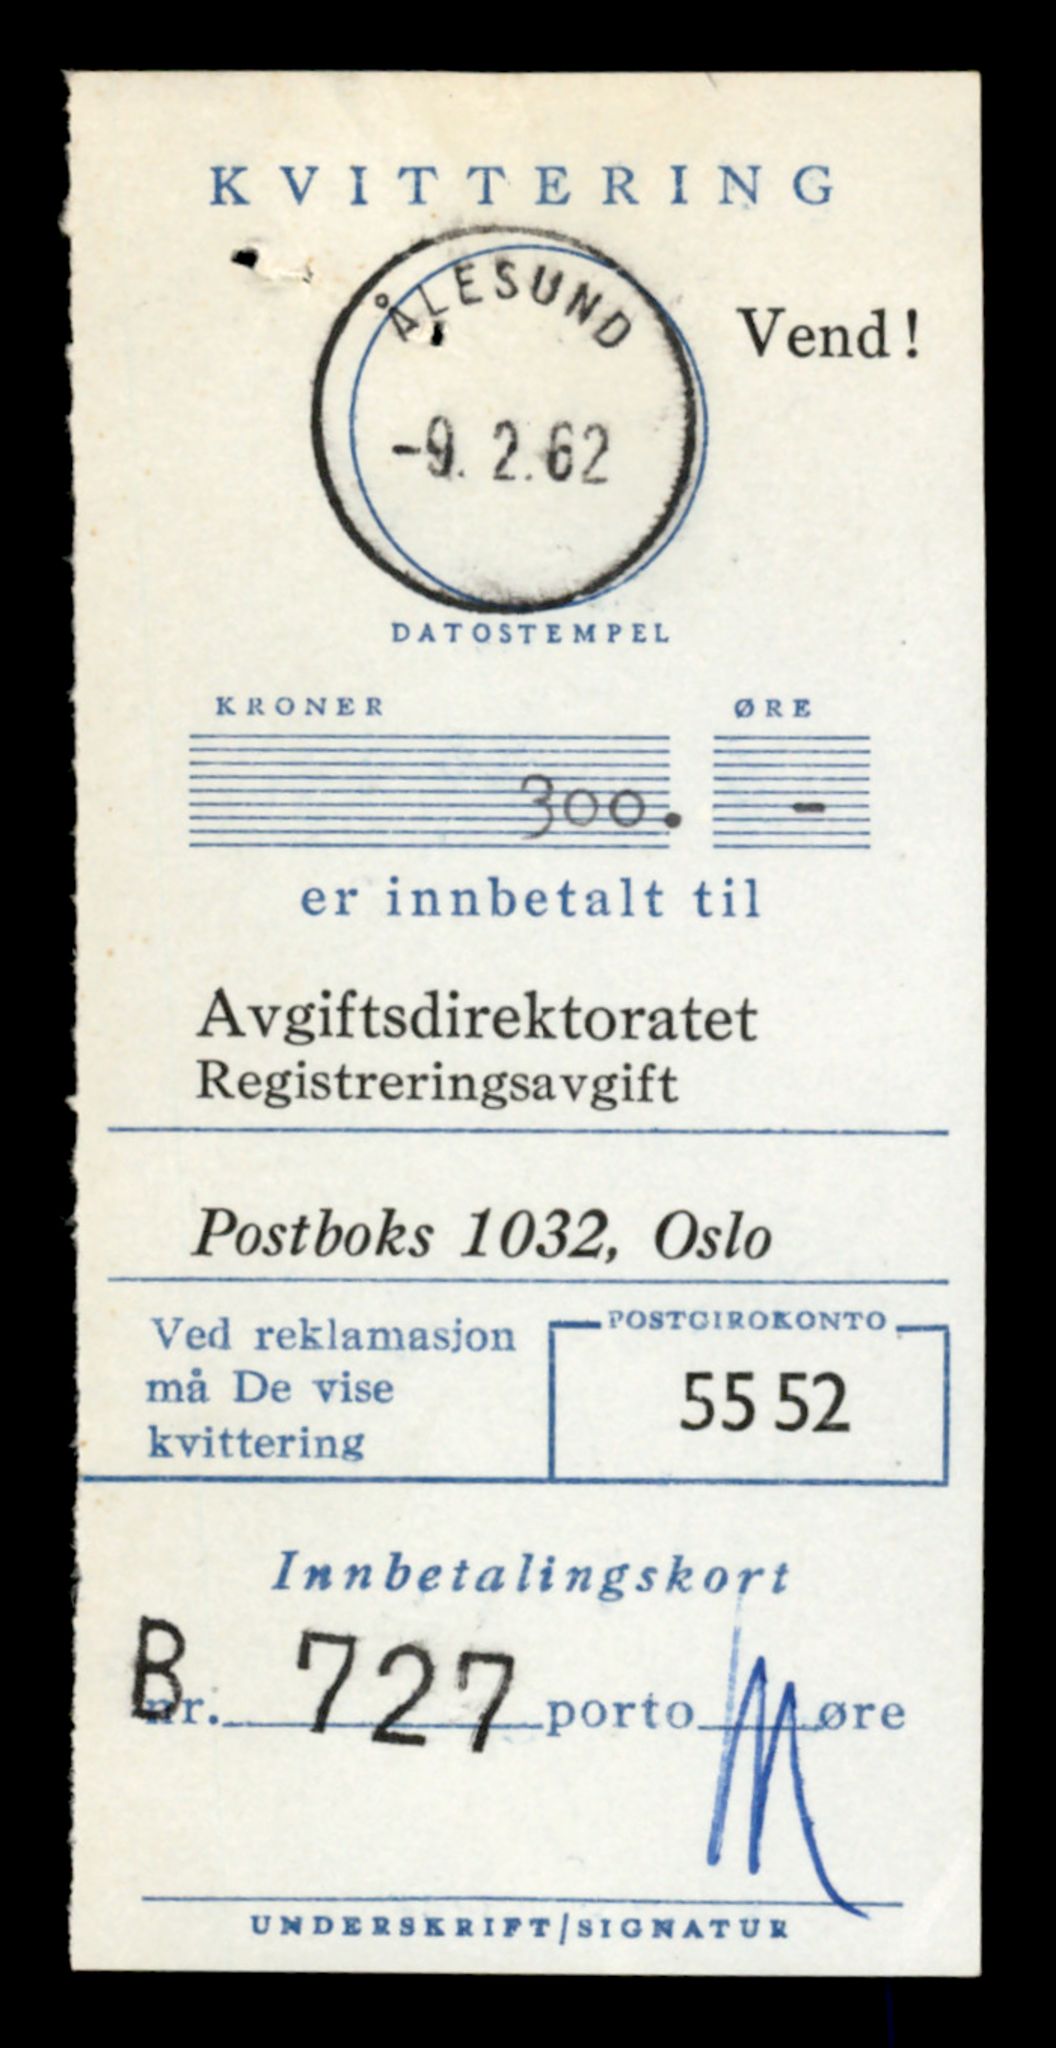 KVITTERING
ÅLESUND
Vend!
-9. 2. 62
DATOSTEMPEL
KRONER ØRE
300. -
er innbetalt til
Avgiftsdirektoratet
Registreringsavgift
Postboks 1032, Oslo
Ved reklamasjon
må De vise
kvittering
POSTGIROKONTO
55 52
Innbetalingskort
B nr. 727 porto øre
UNDERSKRIFT/SIGNATUR